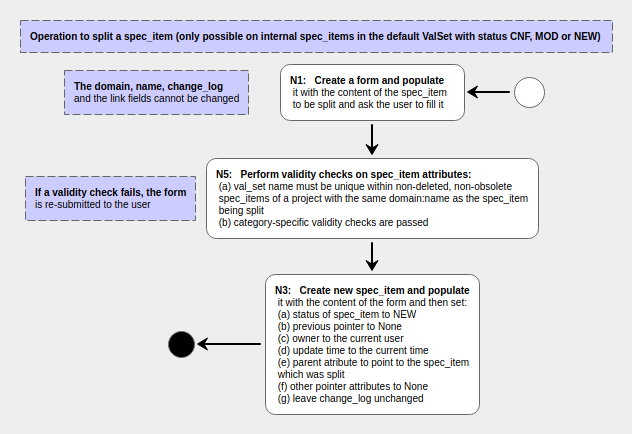 Operation to split a spec_item (only possible on internal spec_items in the default ValSet with status CNF, MOD or NEW)
The domain, name, change_log
and the link fields cannot be changed
N1: Create a form and populate
it with the content of the spec_item
to be split and ask the user to fill it
N5: Perform validity checks on spec_item attributes:
(a) val_set name must be unique within non-deleted, non-obsolete
spec_items of a project with the same domain:name as the spec_item
being split
(b) category-specific validity checks are passed
If a validity check fails, the form
is re-submitted to the user
N3: Create new spec_item and populate
it with the content of the form and then set:
(a) status of spec_item to NEW
(b) previous pointer to None
(c) owner to the current user
(d) update time to the current time
(e) parent atribute to point to the spec_item
which was split
(f) other pointer attributes to None
(g) leave change_log unchanged